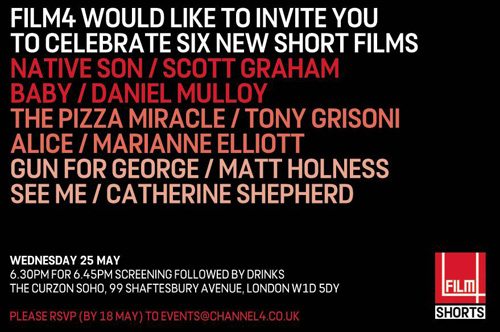 FILM4 WOULD LIKE TO INVITE YOU
TO CELEBRATE SIX NEW SHORT FILMS
NATIVE SON / SCOTT GRAHAM
BABY / DANIEL MULLOY
THE PIZZA MIRACLE / TONY GRISONI
ALICE / MARIANNE ELLIOTT
GUN FOR GEORGE / MATT HOLNESS
SEE ME / CATHERINE SHEPHERD
WEDNESDAY 25 MAY
6.30PM FOR 6.45PM SCREENING FOLLOWED BY DRINKS
THE CURZON SOHO, 99 SHAFTESBURY AVENUE, LONDON W1D 5DY
PLEASE RSVP (BY 18 MAY) TO EVENTS@CHANNEL4.CO.UK
FILM4
SHORTS